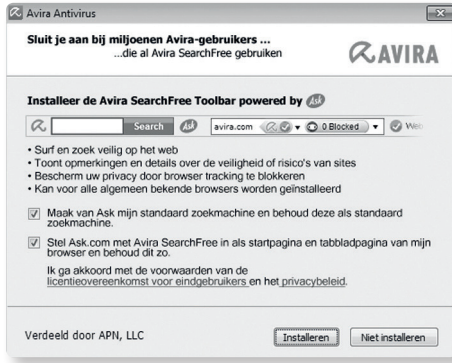 Avira Antivirus
Sluit je aan bij miljoenen Avira-gebruikers ...
...die al Avira SearchFree gebruiken
AVIRA
Installeer de Avira SearchFree Toolbar powered by Ask
Search Ask avira.com 0 Blocked Web
• Surf en zoek veilig op het web
• Toont opmerkingen en details over de veiligheid of risico's van sites
• Bescherm uw privacy door browser tracking te blokkeren
• Kan voor alle algemeen bekende browsers worden geïnstalleerd
Maak van Ask mijn standaard zoekmachine en behoud deze als standaard
zoekmachine.
Stel Ask.com met Avira SearchFree in als startpagina en tabbladpagina van mijn
browser en behoud dit zo.
Ik ga akkoord met de voorwaarden van de
licentieovereenkomst voor eindgebruikers en het privacybeleid.
Verdeeld door APN, LLC
Installeren Niet installeren